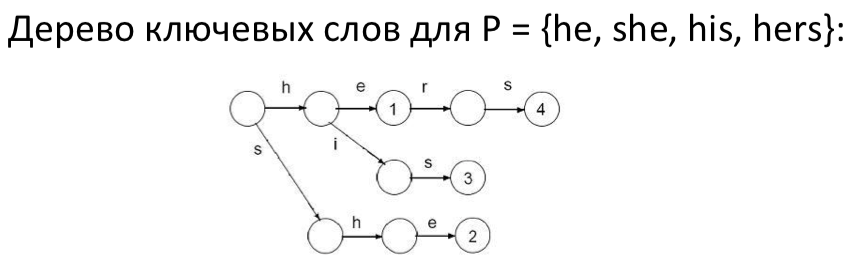 Дерево ключевых слов для P = {he, she, his, hers}:
h e r s
1 4
s i s
3
h e
2